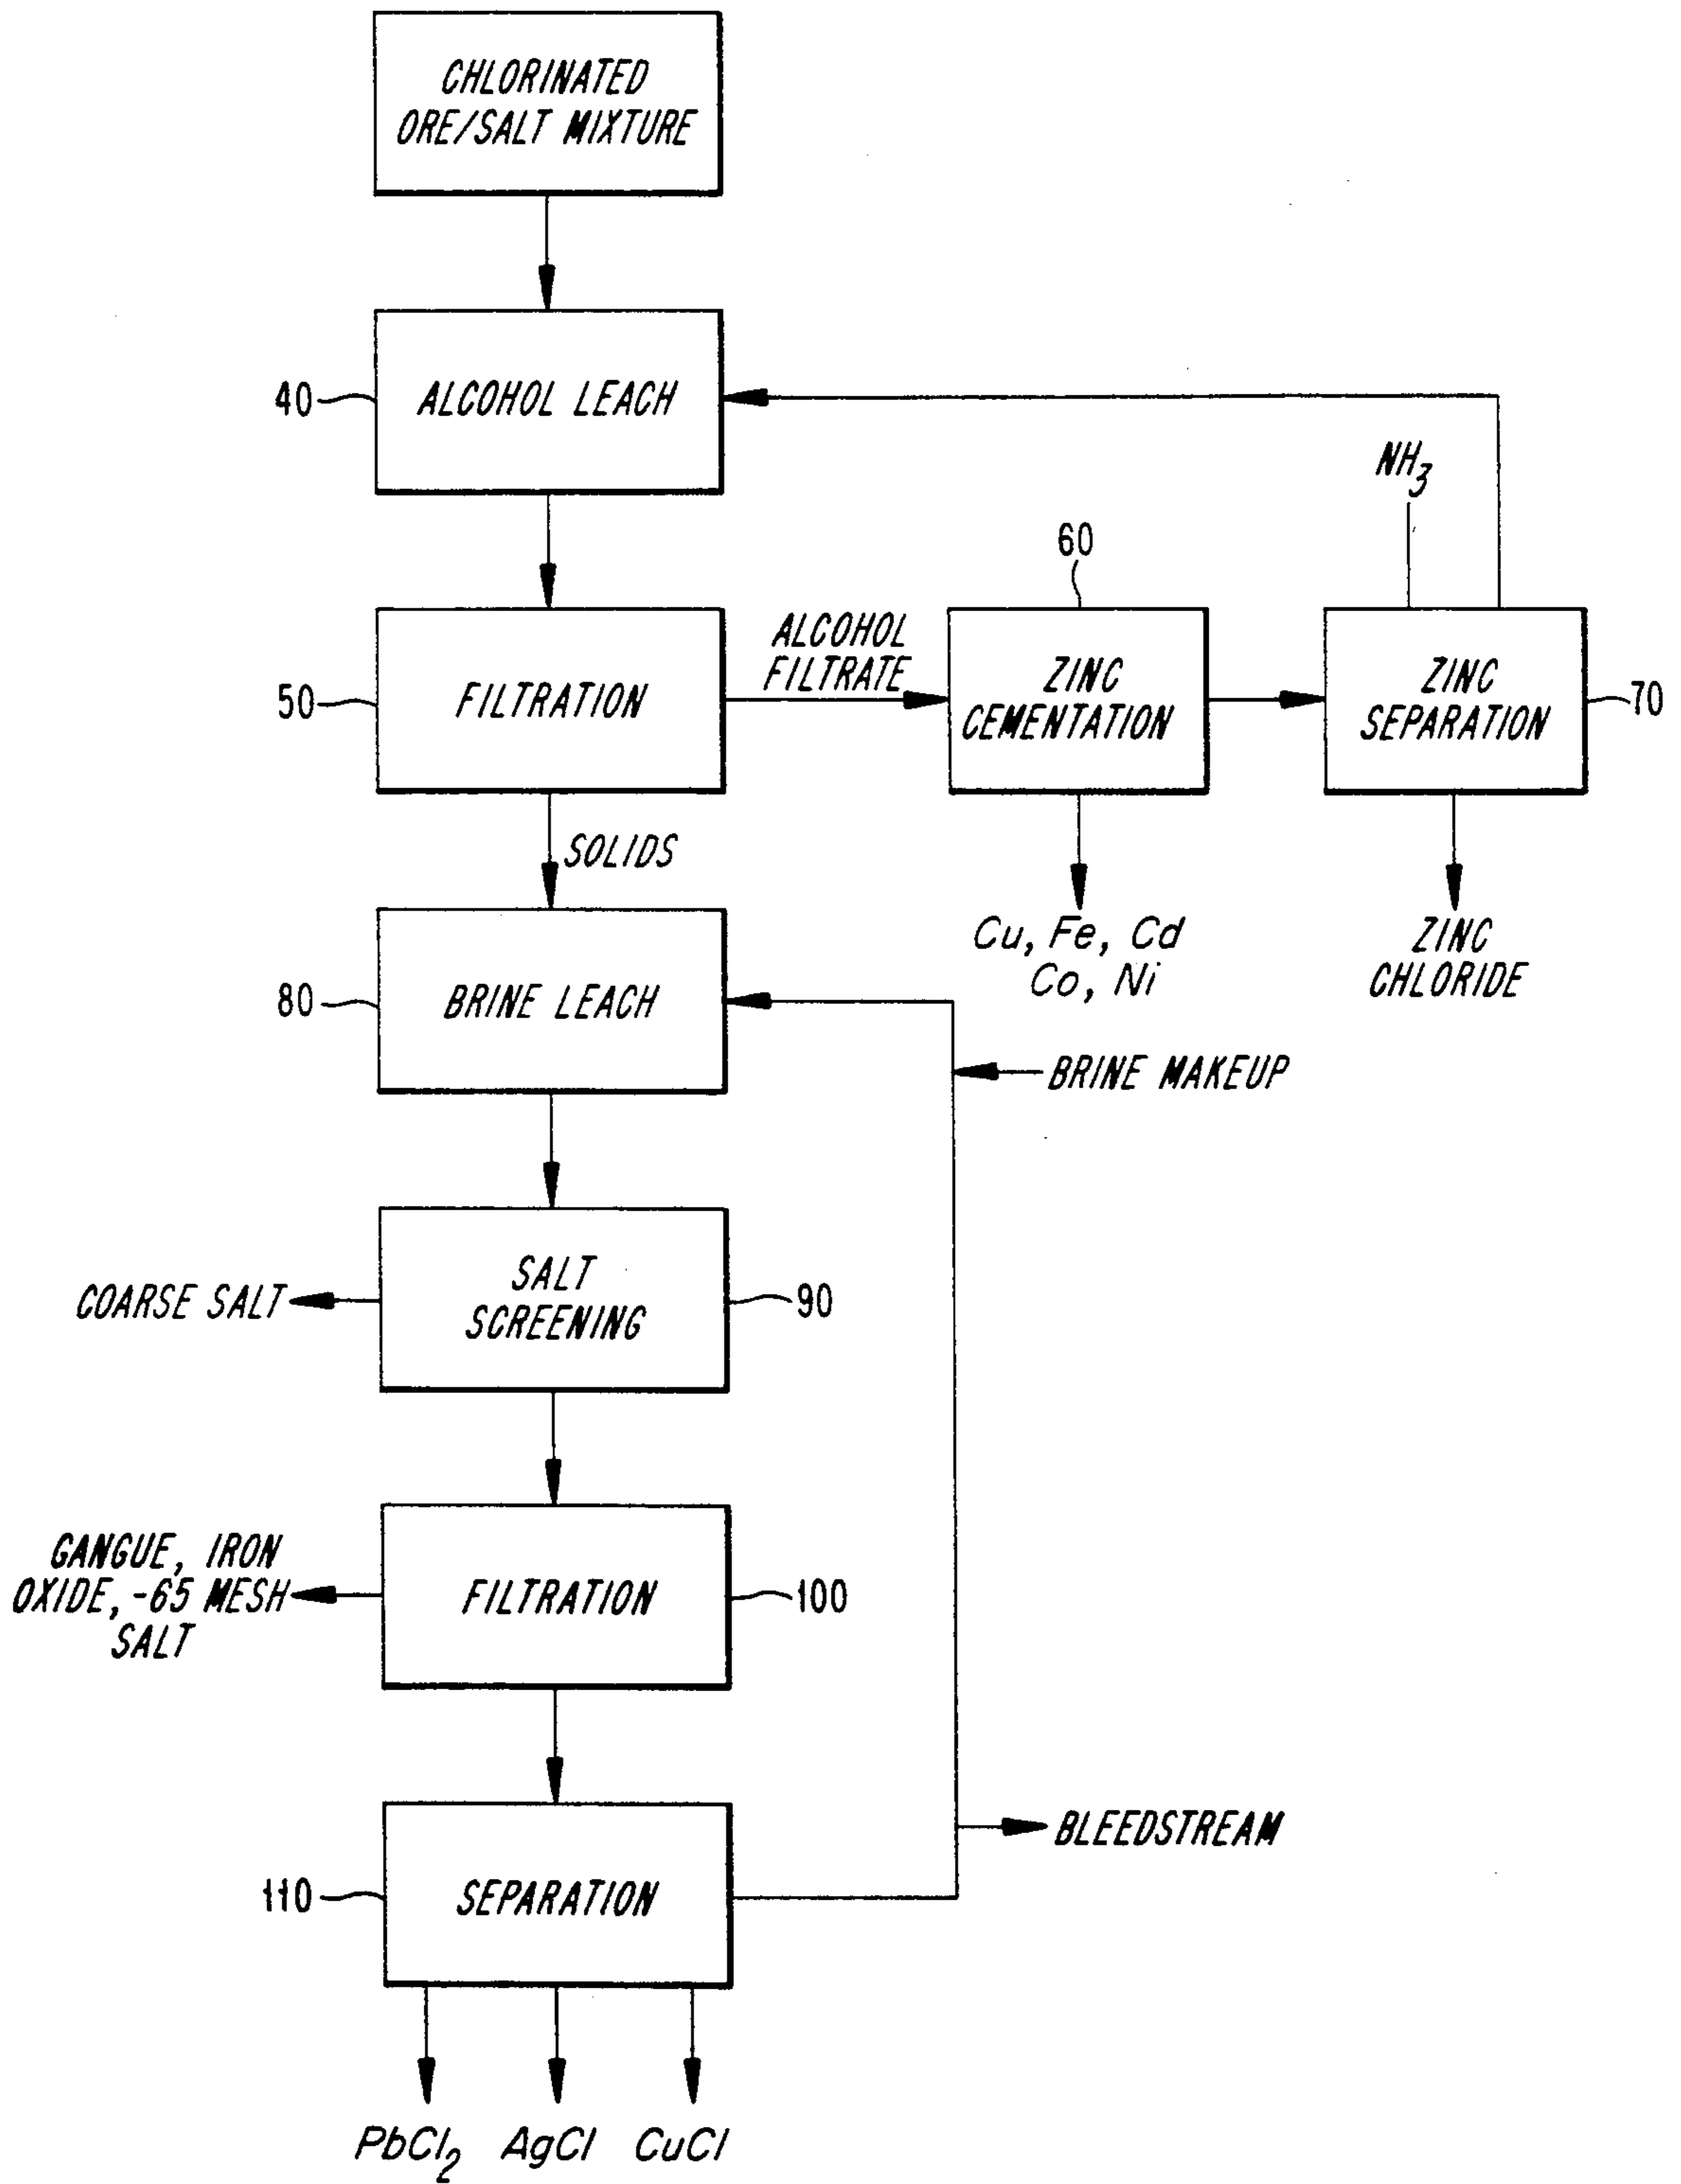 CHLORINATED
ORE/SALT MIXTURE
40
ALCOHOL LEACH
NH3
60
50
FILTRATION
ALCOHOL
FILTRATE
ZINC
CEMENTATION
ZINC
SEPARATION
70
SOLIDS
Cu, Fe, Cd
Co, Ni
ZINC
CHLORIDE
80
BRINE LEACH
BRINE MAKEUP
COARSE SALT
SALT
SCREENING
90
GANGUE, IRON
OXIDE, -65 MESH
SALT
FILTRATION
100
BLEEDSTREAM
110
SEPARATION
PbCl2 AgCl CuCl